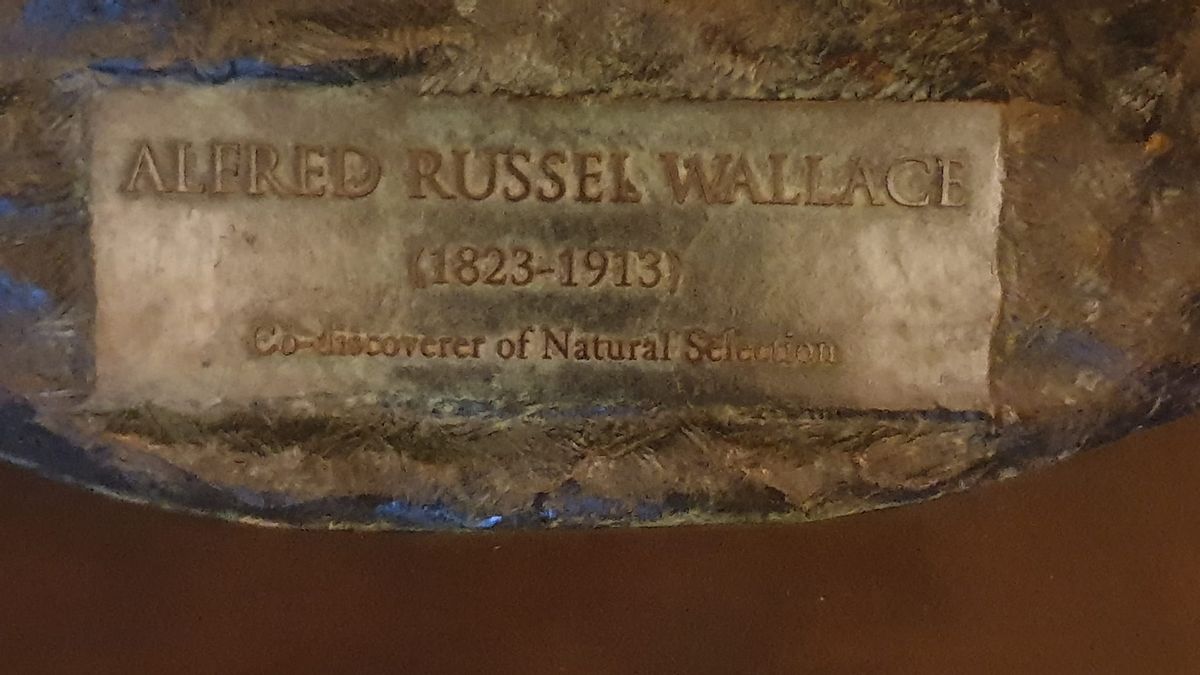 ALFRED RUSSEL WALLACE
(1823-1913)
Co-discoverer of Natural Selection